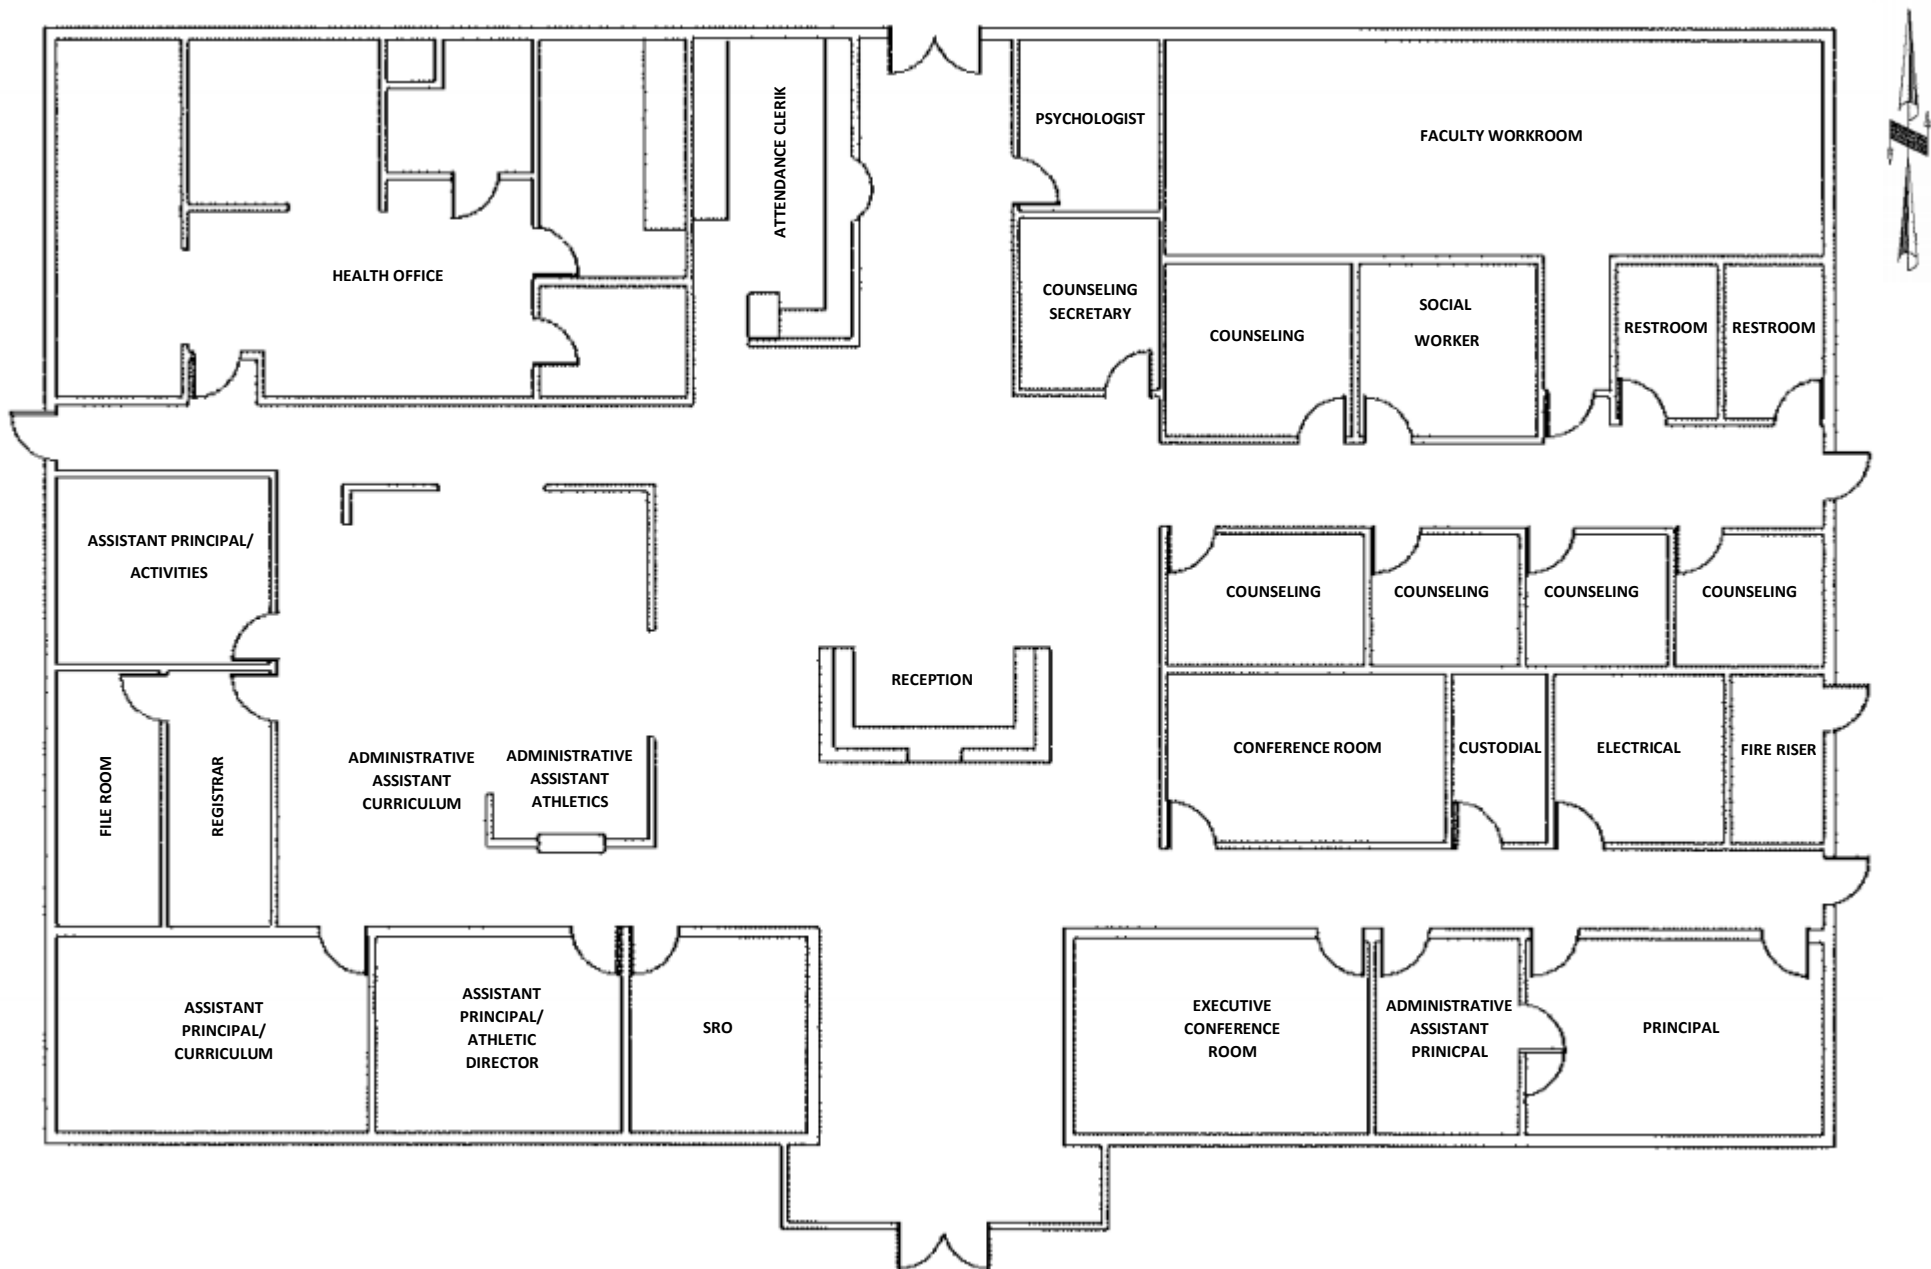 PSYCHOLOGIST
FACULTY WORKROOM
ATTENDANCE CLERIK
HEALTH OFFICE
COUNSELING
SECRETARY
COUNSELING
SOCIAL
WORKER
RESTROOM
RESTROOM
ASSISTANT PRINCIPAL/
ACTIVITIES
COUNSELING
COUNSELING
COUNSELING
COUNSELING
RECEPTION
FILE ROOM
REGISTRAR
ADMINISTRATIVE
ASSISTANT
CURRICULUM
ADMINISTRATIVE
ASSISTANT
ATHLETICS
CONFERENCE ROOM
CUSTODIAL
ELECTRICAL
FIRE RISER
ASSISTANT
PRINCIPAL/
CURRICULUM
ASSISTANT
PRINCIPAL/
ATHLETIC
DIRECTOR
SRO
EXECUTIVE
CONFERENCE
ROOM
ADMINISTRATIVE
ASSISTANT
PRINICPAL
PRINCIPAL